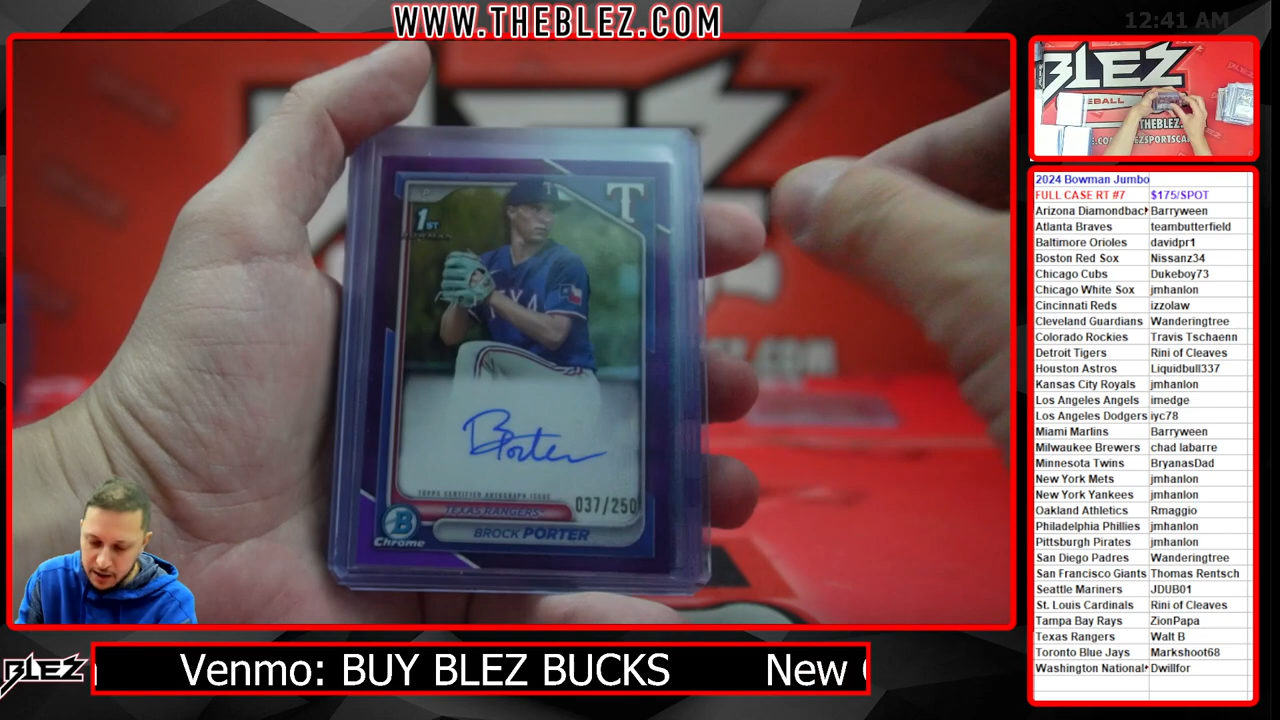 WWW.THEBLEZ.COM
12:41 AM
BLEZ
EBALL
THEBLEZ.
2024 Bowman Jumbo
FULL CASE RT #7 $175/SPOT
Arizona Diamondbac Barryween
Atlanta Braves teambutterfield
Baltimore Orioles davidpr1
Boston Red Sox Nissanz34
Chicago Cubs Dukeboy73
Chicago White Sox jmhanlon
Cincinnati Reds izzolaw
Cleveland Guardians Wanderingtree
Colorado Rockies Travis Tschaenn
Detroit Tigers Rini of Cleaves
Houston Astros Liquidbull337
Kansas City Royals jmhanlon
Los Angeles Angels imedge
Los Angeles Dodgers iyc78
Miami Marlins Barryween
Milwaukee Brewers chad labarre
Minnesota Twins BryanasDad
New York Mets jmhanlon
New York Yankees jmhanlon
Oakland Athletics Rmaggio
Philadelphia Phillies jmhanlon
Pittsburgh Pirates jmhanlon
San Diego Padres Wanderingtree
San Francisco Giants Thomas Rentsch
Seattle Mariners JDUB01
St. Louis Cardinals Rini of Cleaves
Tampa Bay Rays ZionPapa
Texas Rangers Walt B
Toronto Blue Jays Markshoot68
Washington National Dwillfor
T
T
1ST
BOWMAN
TEXA
BPorter
TOPPS CERTIFIED AUTOGRAPH ISSUE
037/250
TEXAS RANGERS
BROCK PORTER
B
Chrome
BLEZ
Venmo: BUY BLEZ BUCKS New